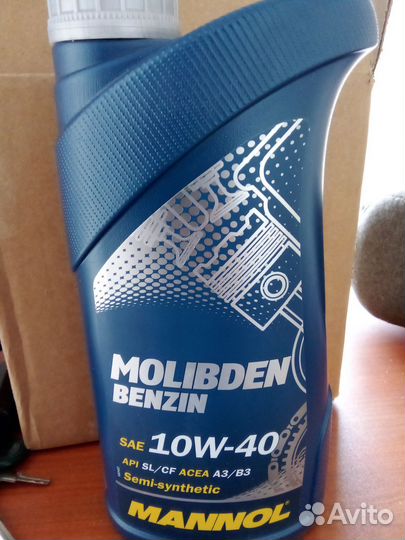 MOLIBDEN
BENZIN
SAE 10W-40
API SL/CF ACEA A3/B3
Semi-synthetic
MANNOL
Avito